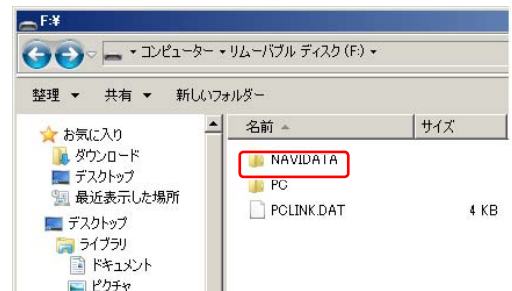 F:¥
コンピューター ▾ リムーバブル ディスク (F:) ▾
整理 ▼ 共有 ▼ 新しいフォルダー
名前 サイズ
お気に入り
ダウンロード
デスクトップ
最近表示した場所
デスクトップ
ライブラリ
ドキュメント
ピクチャ
NAVIDATA
PC
PCLINK.DAT 4 KB